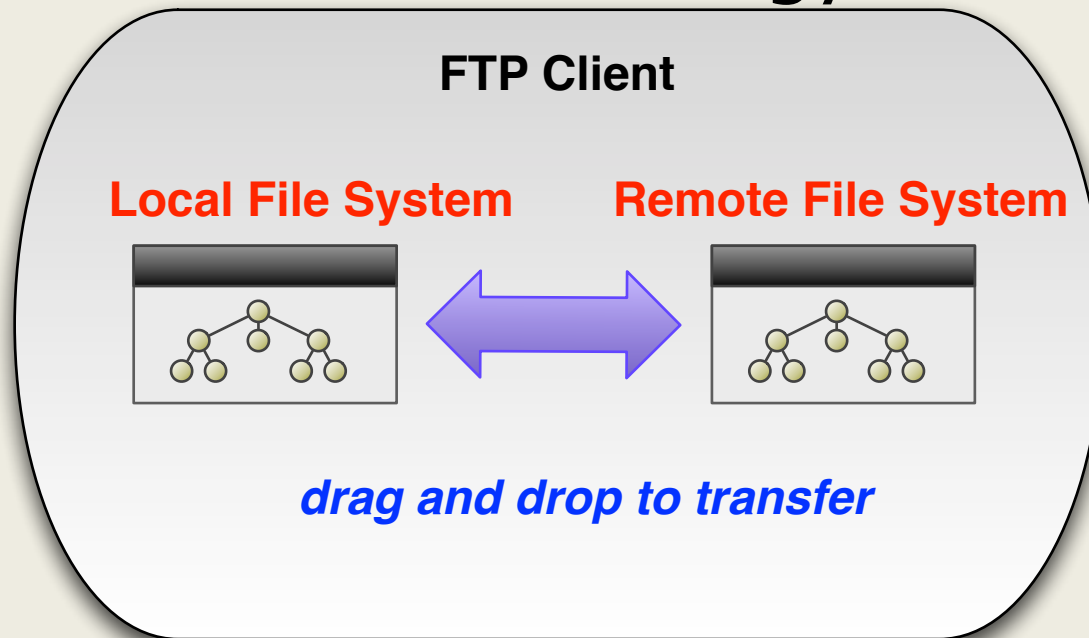 FTP Client
Local File System Remote File System
drag and drop to transfer